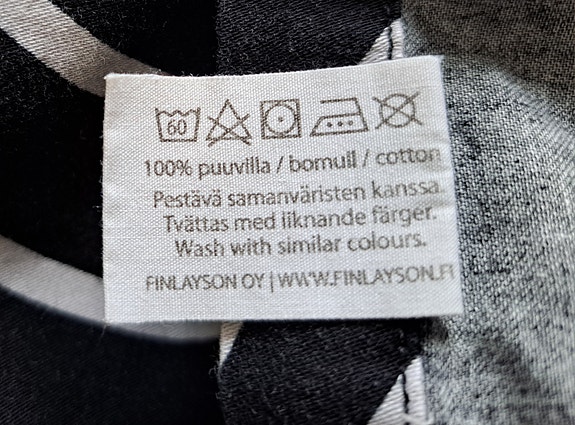 60
100% puuvilla / bomull / cotton
Pestävä samanväristen kanssa.
Tvättas med liknande färger.
Wash with similar colours.
FINLAYSON OY | WWW.FINLAYSON.FI